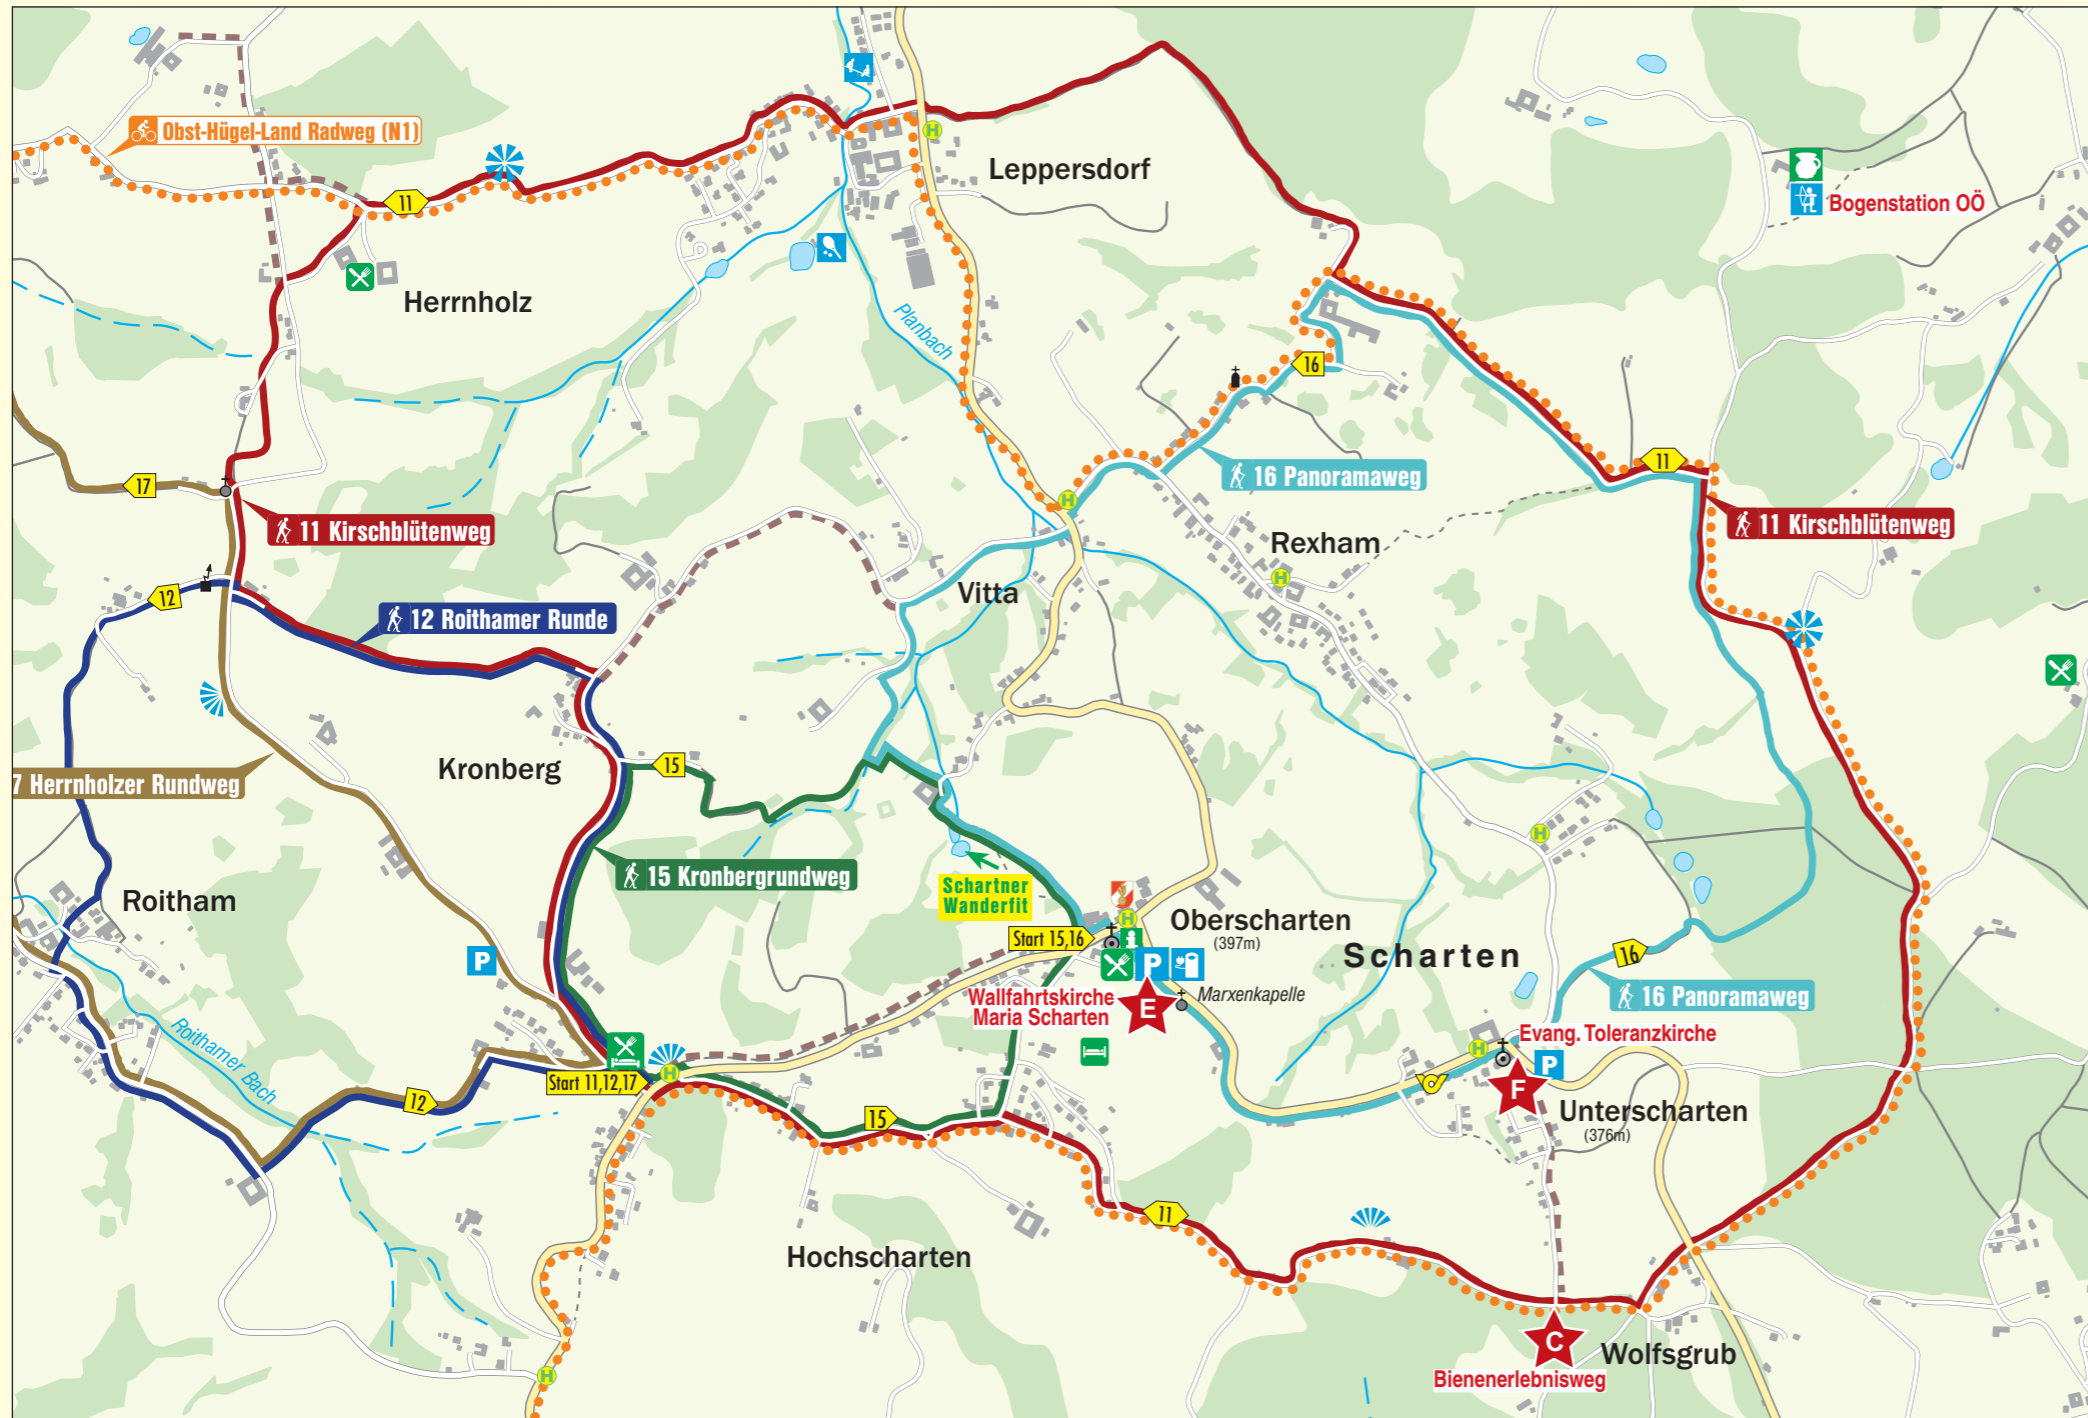 Obst-Hügel-Land Radweg (N1)
H
Leppersdorf
Bogenstation OÖ
11
Herrnholz
Planbach
16
11
16 Panoramaweg
17
H
11 Kirschblütenweg
11 Kirschblütenweg
Rexham
H
Vitta
12
12 Roithamer Runde
Kronberg
15
7 Herrnholzer Rundweg
H
15 Kronbergrundweg
Schartner
Wanderfit
Roitham
H
Oberscharten
(397m)
Start 15,16
i
Scharten
16
P
P
Wallfahrtskirche
Maria Scharten
E
Marxenkapelle
16 Panoramaweg
Roithamer Bach
Evang. Toleranzkirche
H
P
H
Start 11,12,17
F
12
15
Unterscharten
(376m)
11
Hochscharten
C
Wolfsgrub
H
Bienenerlebnisweg